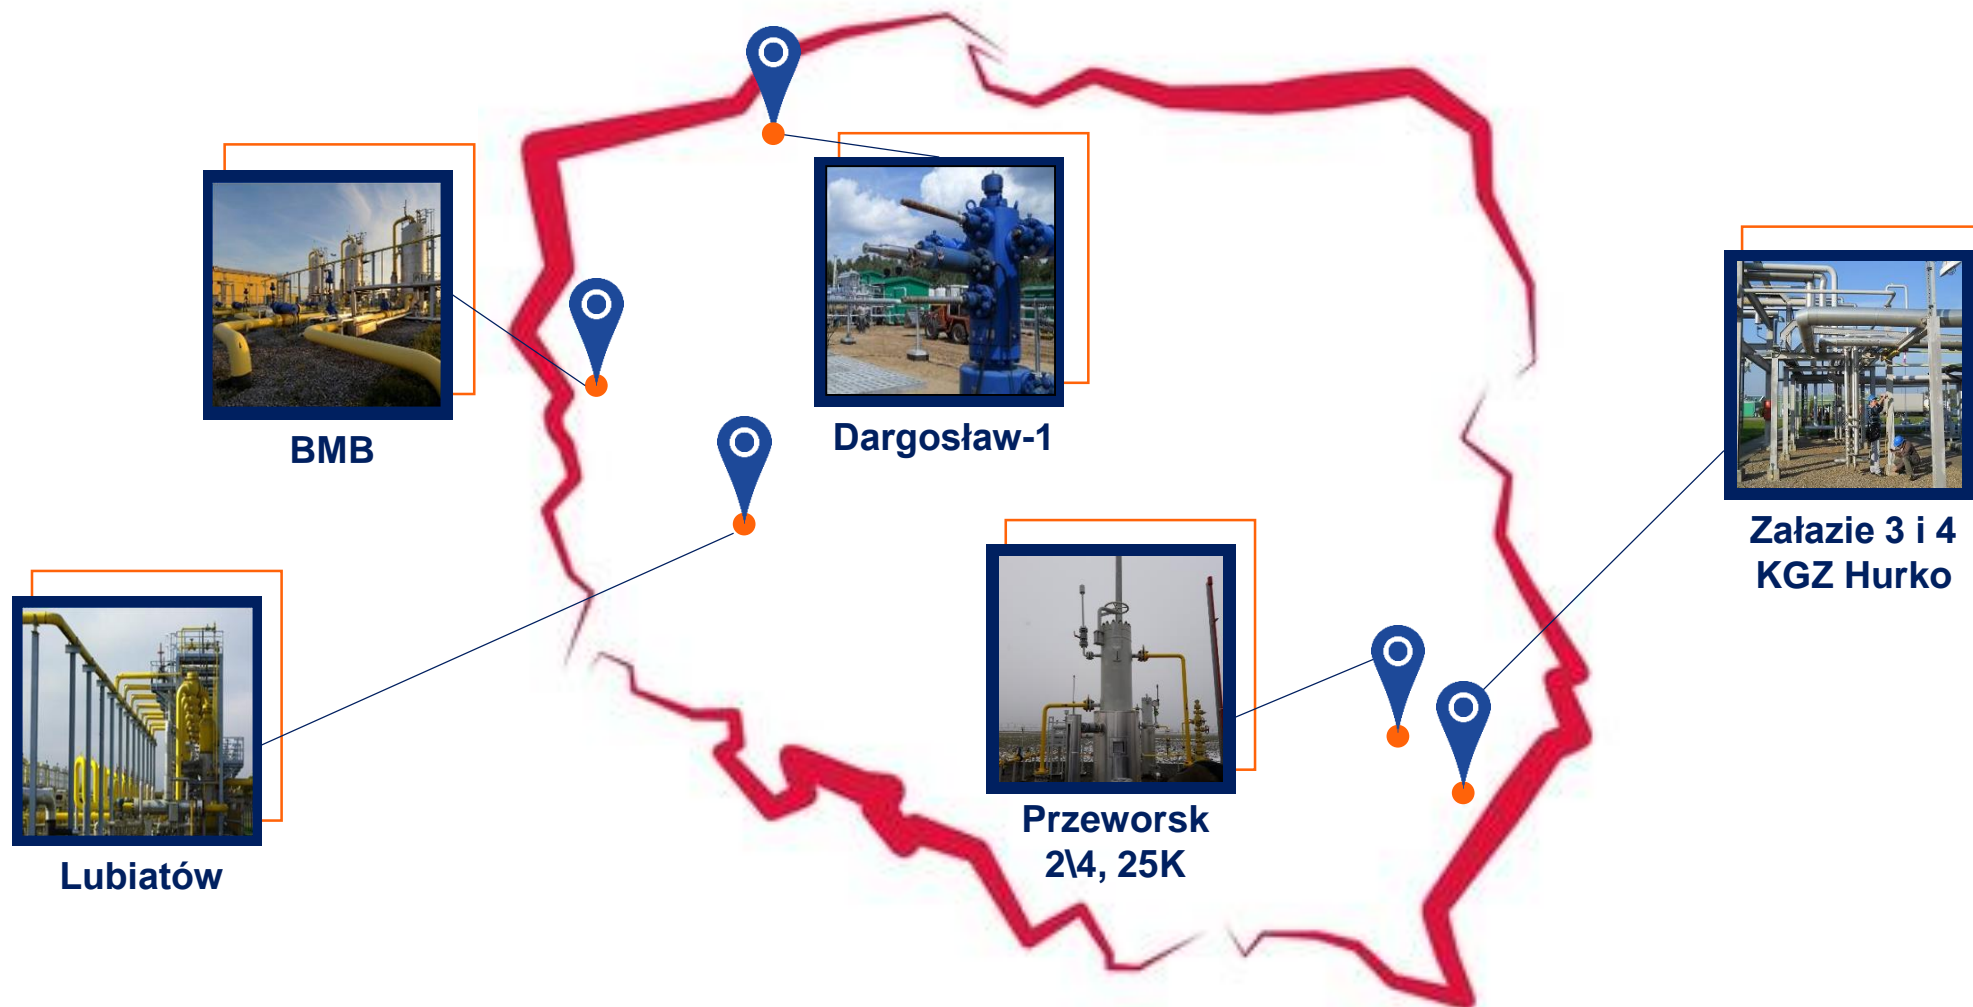 BMB
Dargosław-1
Załazie 3 i 4
KGZ Hurko
Lubiatów
Przeworsk
2\4, 25K